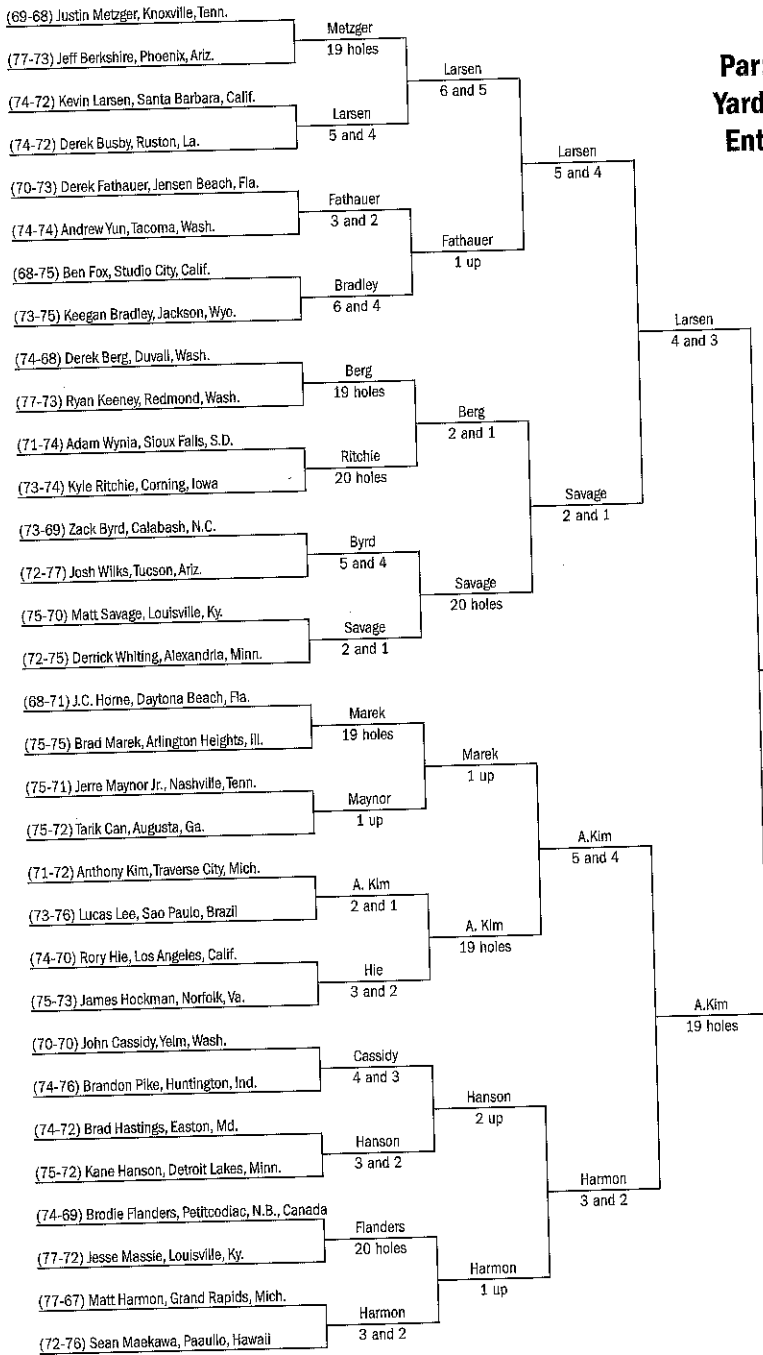 (69-68) Justin Metzger, Knoxville, Tenn.
(77-73) Jeff Berkshire, Phoenix, Ariz.
(74-72) Kevin Larsen, Santa Barbara, Calif.
(74-72) Derek Busby, Ruston, La.
(70-73) Derek Fathauer, Jensen Beach, Fla.
(74-74) Andrew Yun, Tacoma, Wash.
(68-75) Ben Fox, Studio City, Calif.
(73-75) Keegan Bradley, Jackson, Wyo.
(74-68) Derek Berg, Duvall, Wash.
(77-73) Ryan Keeney, Redmond, Wash.
(71-74) Adam Wynia, Sioux Falls, S.D.
(73-74) Kyle Ritchie, Corning, Iowa
(73-69) Zack Byrd, Calabash, N.C.
(72-77) Josh Wilks, Tucson, Ariz.
(75-70) Matt Savage, Louisville, Ky.
(72-75) Derrick Whiting, Alexandria, Minn.
(68-71) J.C. Horne, Daytona Beach, Fla.
(75-75) Brad Marek, Arlington Heights, Ill.
(75-71) Jerre Maynor Jr., Nashville, Tenn.
(75-72) Tarik Can, Augusta, Ga.
(71-72) Anthony Kim, Traverse City, Mich.
(73-76) Lucas Lee, Sao Paulo, Brazil
(74-70) Rory Hie, Los Angeles, Calif.
(75-73) James Hockman, Norfolk, Va.
(70-70) John Cassidy, Yelm, Wash.
(74-76) Brandon Pike, Huntington, Ind.
(74-72) Brad Hastings, Easton, Md.
(75-72) Kane Hanson, Detroit Lakes, Minn.
(74-69) Brodie Flanders, Petitcodiac, N.B., Canada
(77-72) Jesse Massie, Louisville, Ky.
(77-67) Matt Harmon, Grand Rapids, Mich.
(72-76) Sean Maekawa, Paauilo, Hawaii
Metzger
19 holes
Larsen
5 and 4
Fathauer
3 and 2
Bradley
6 and 4
Berg
19 holes
Ritchie
20 holes
Byrd
5 and 4
Savage
2 and 1
Marek
19 holes
Maynor
1 up
A. Kim
2 and 1
Hie
3 and 2
Cassidy
4 and 3
Hanson
3 and 2
Flanders
20 holes
Harmon
3 and 2
Larsen
6 and 5
Fathauer
1 up
Berg
2 and 1
Savage
20 holes
Marek
1 up
A. Kim
19 holes
Hanson
2 up
Harmon
1 up
Larsen
5 and 4
Savage
2 and 1
A.Kim
5 and 4
Harmon
3 and 2
Larsen
4 and 3
A.Kim
19 holes
Par:
Yard
Ent